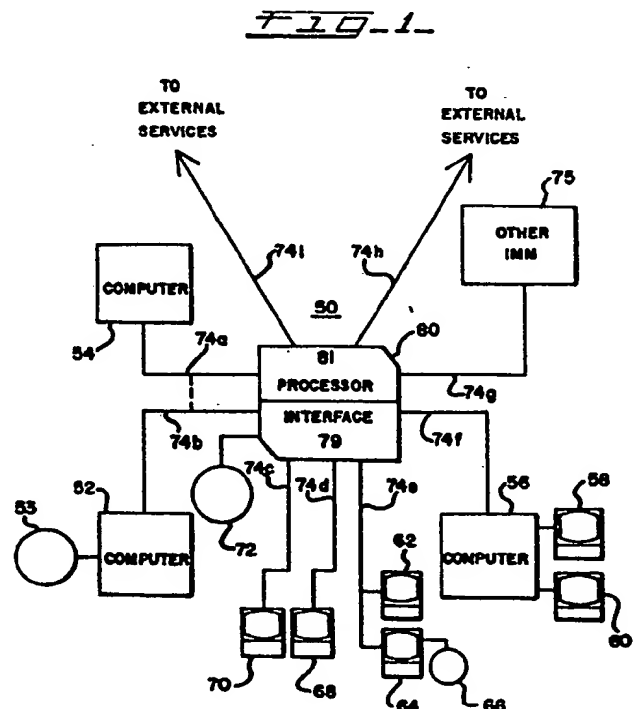 FIG-1-
TO
EXTERNAL
SERVICES
TO
EXTERNAL
SERVICES
75
OTHER
IMM
74i
74h
50
COMPUTER
54
74a
80
81
PROCESSOR
74g
INTERFACE
79
74b
74f
74c
74d
74e
52
53
COMPUTER
72
56
58
COMPUTER
62
60
70
68
64
66